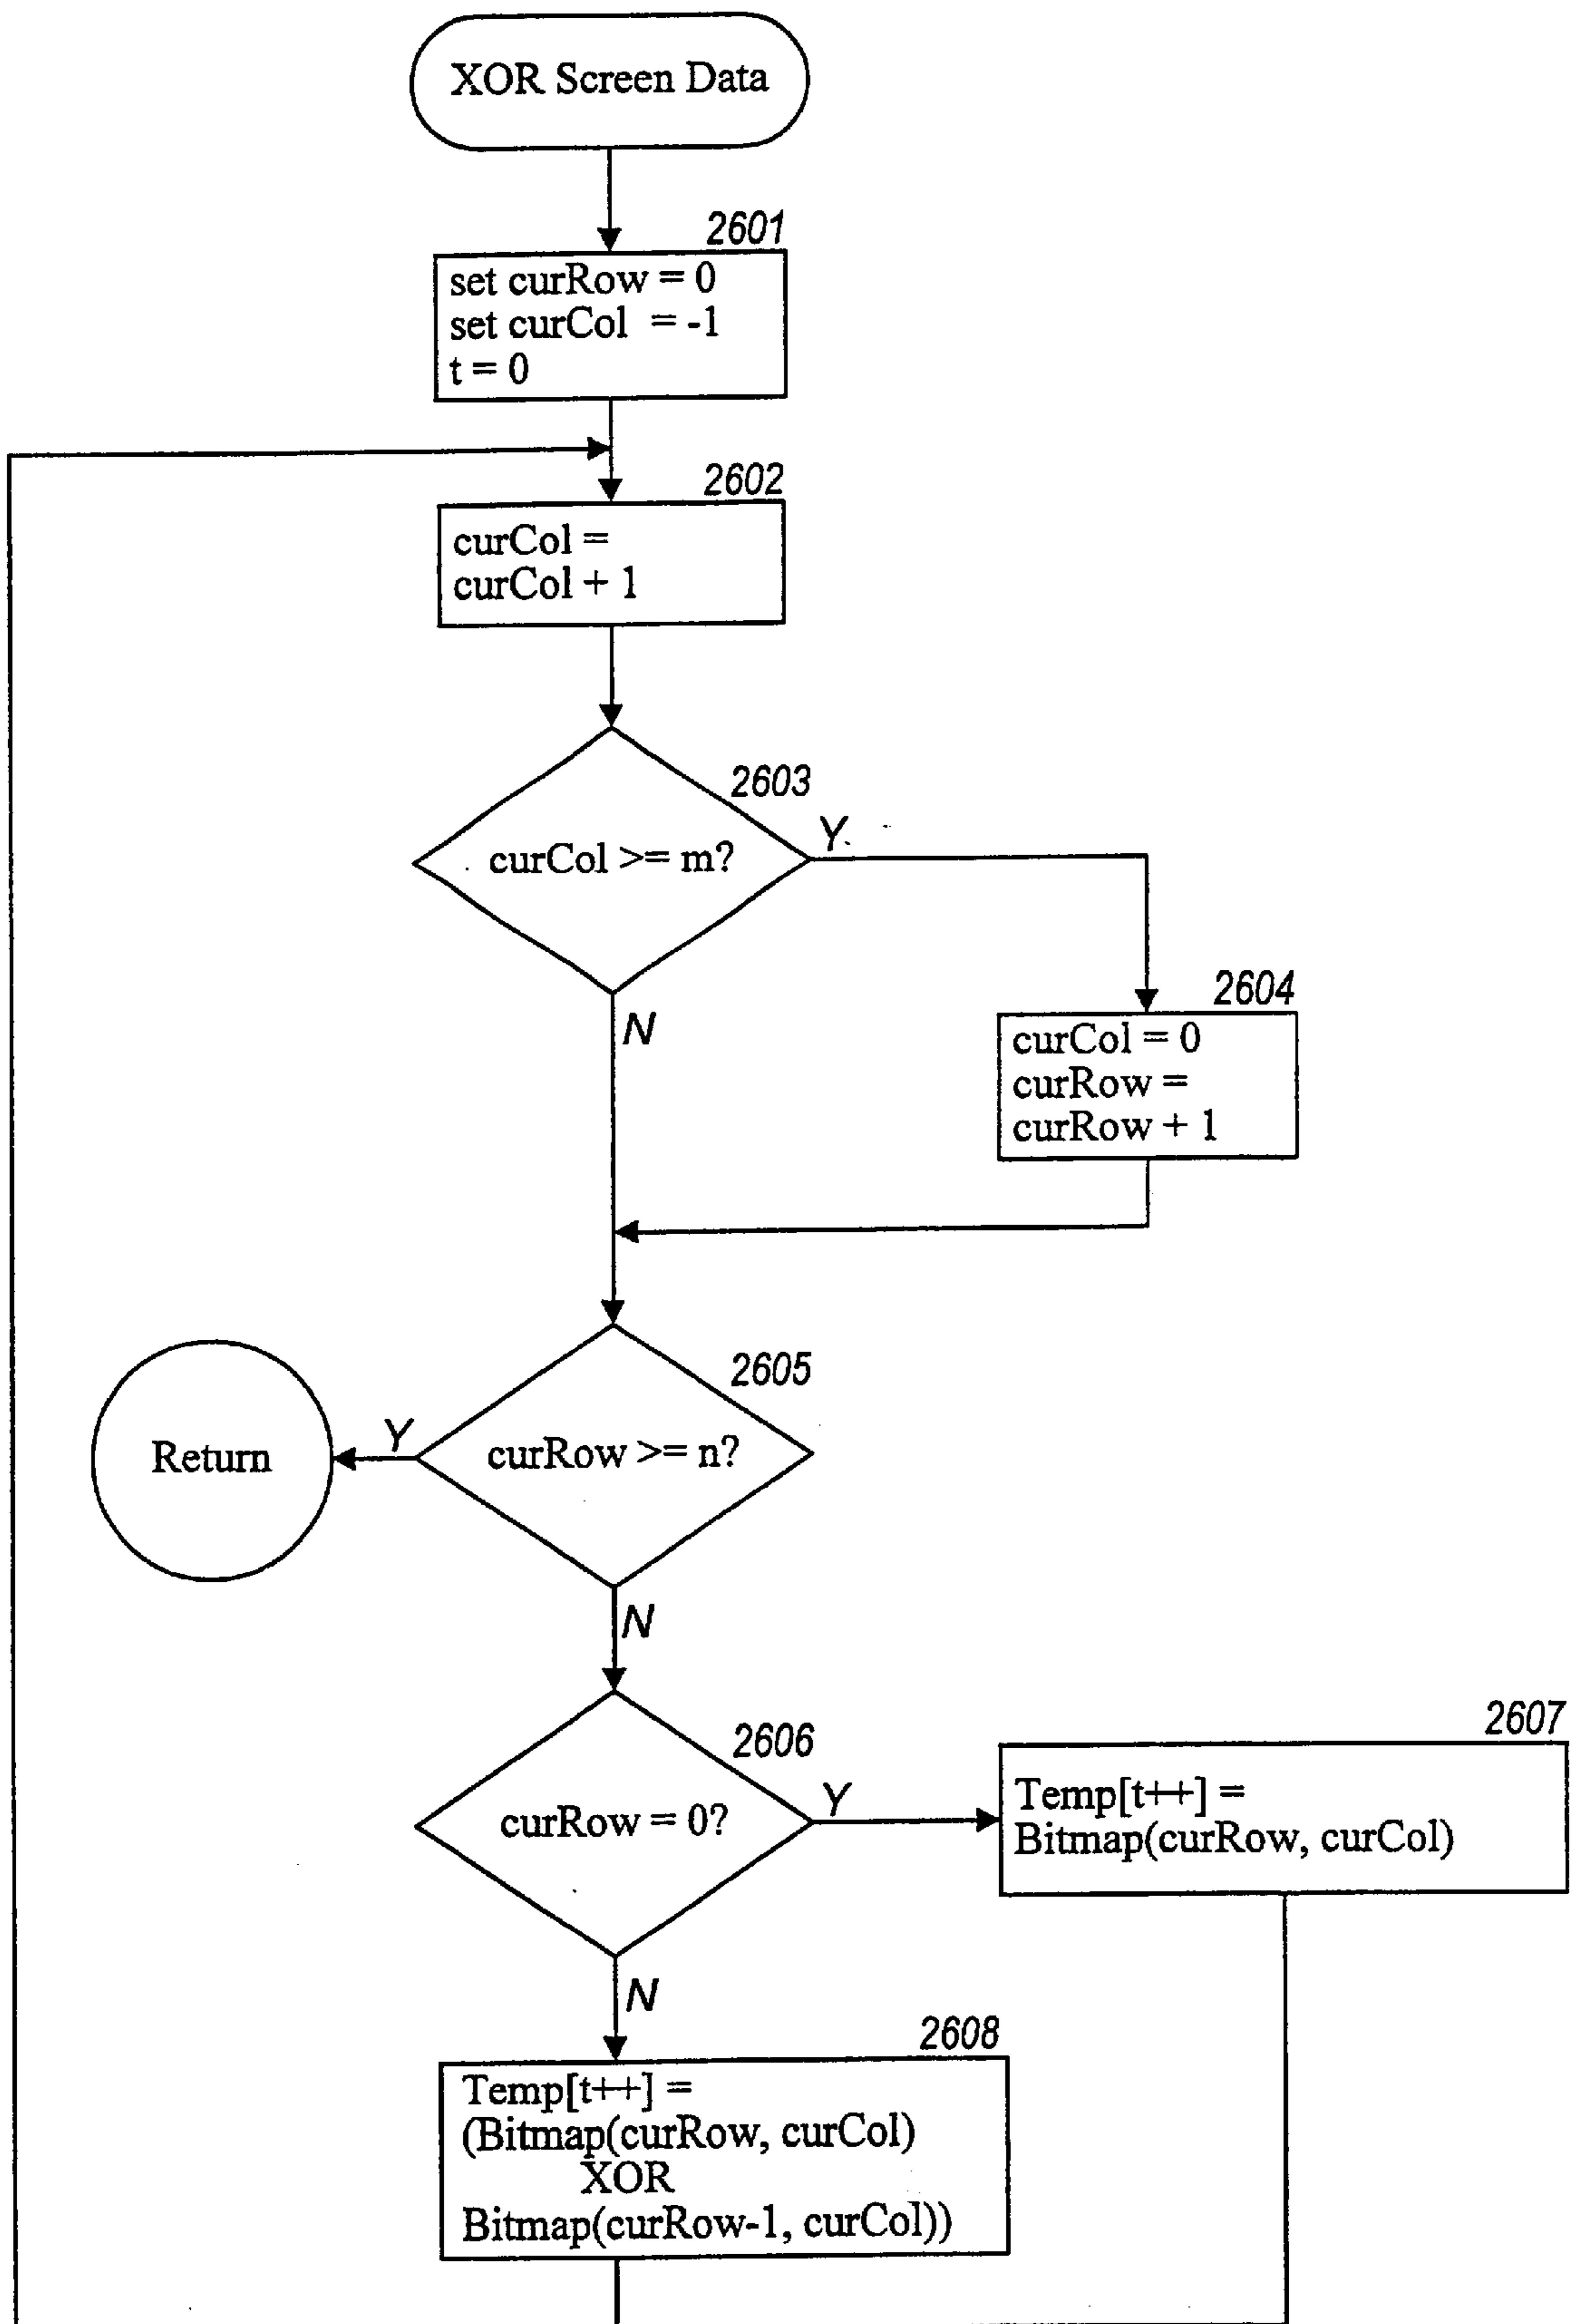 XOR Screen Data
2601
set curRow = 0
set curCol = -1
t = 0
2602
curCol =
curCol + 1
2603
curCol >= m?
Y
N
2604
curCol = 0
curRow =
curRow + 1
2605
curRow >= n?
Y
Return
N
2606
curRow = 0?
Y
2607
Temp[t++] =
Bitmap(curRow, curCol)
N
2608
Temp[t++] =
(Bitmap(curRow, curCol)
XOR
Bitmap(curRow-1, curCol))